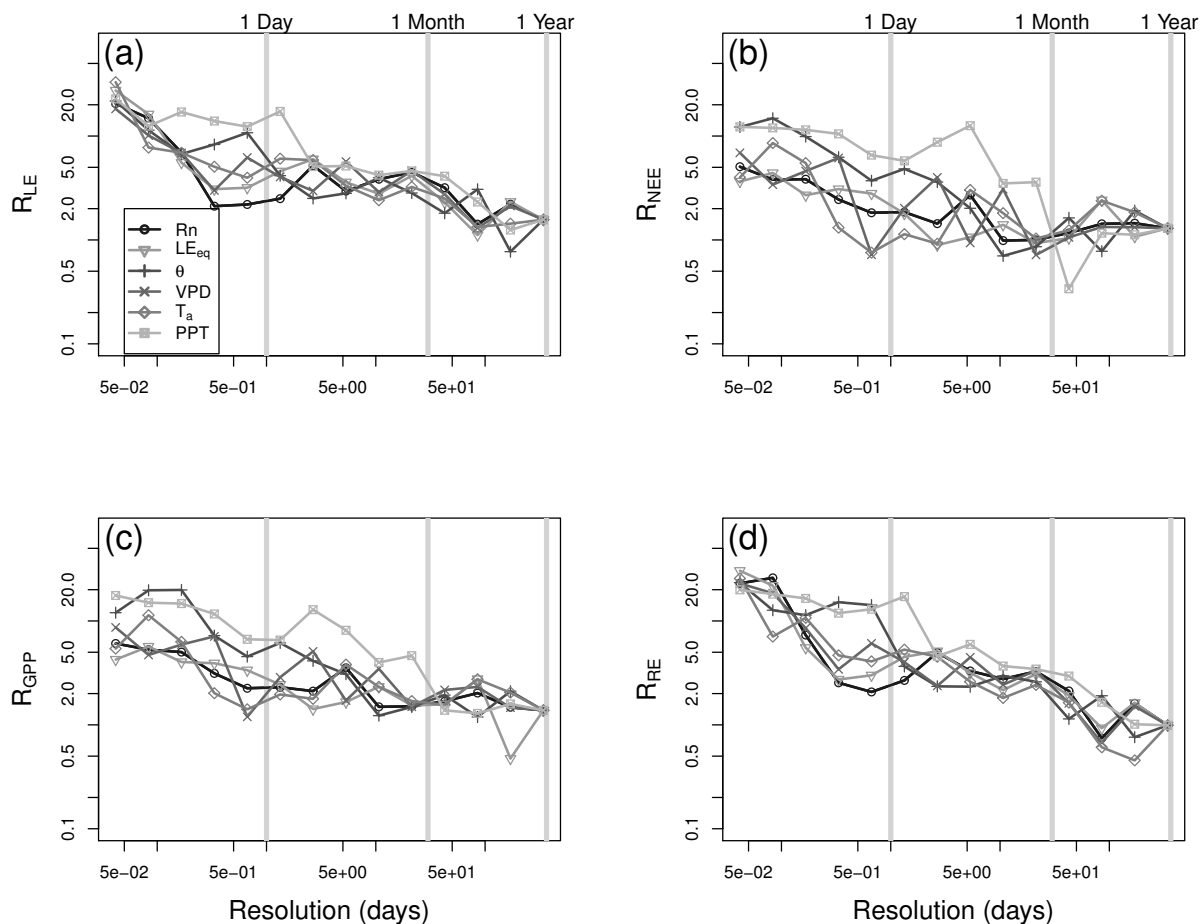 1 Day 1 Month 1 Year 1 Day 1 Month 1 Year
(a) (b)
20.0
5.0
2.0
0.5
0.1
R_LE
Rn
LE_eq
θ
VPD
T_a
PPT
5e−02 5e−01 5e+00 5e+01
20.0
5.0
2.0
0.5
0.1
R_NEE
5e−02 5e−01 5e+00 5e+01
(c) (d)
20.0
5.0
2.0
0.5
0.1
R_GPP
5e−02 5e−01 5e+00 5e+01
Resolution (days)
20.0
5.0
2.0
0.5
0.1
R_RE
5e−02 5e−01 5e+00 5e+01
Resolution (days)